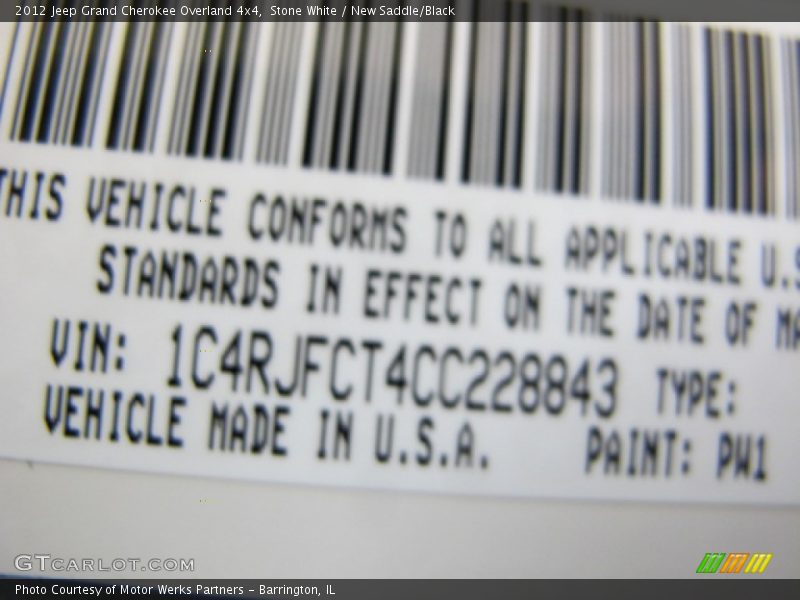 2012 Jeep Grand Cherokee Overland 4x4,  Stone White / New Saddle/Black
THIS VEHICLE CONFORMS TO ALL APPLICABLE U.S
STANDARDS IN EFFECT ON THE DATE OF MA
VIN: 1C4RJFCT4CC228843 TYPE:
VEHICLE MADE IN U.S.A. PAINT: PW1
GTCARLOT.COM
Photo Courtesy of Motor Werks Partners - Barrington, IL